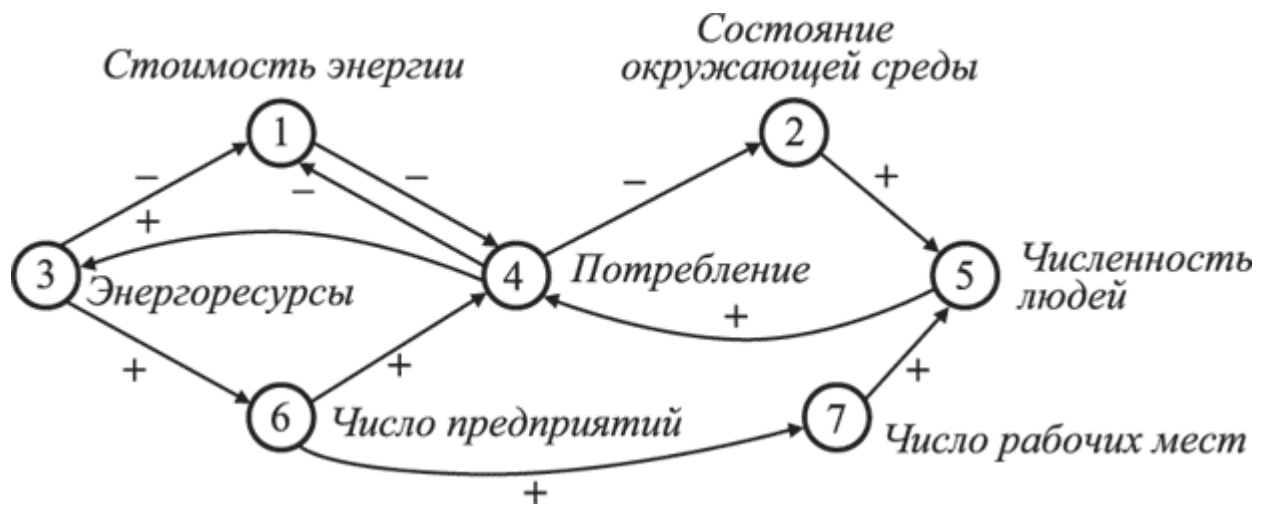 Состояние
окружающей среды
Стоимость энергии
1
2
–
–
–
–
+
+
3
4
5
Энергоресурсы
Потребление
Численность
людей
+
+
+
+
6
7
Число предприятий
Число рабочих мест
+